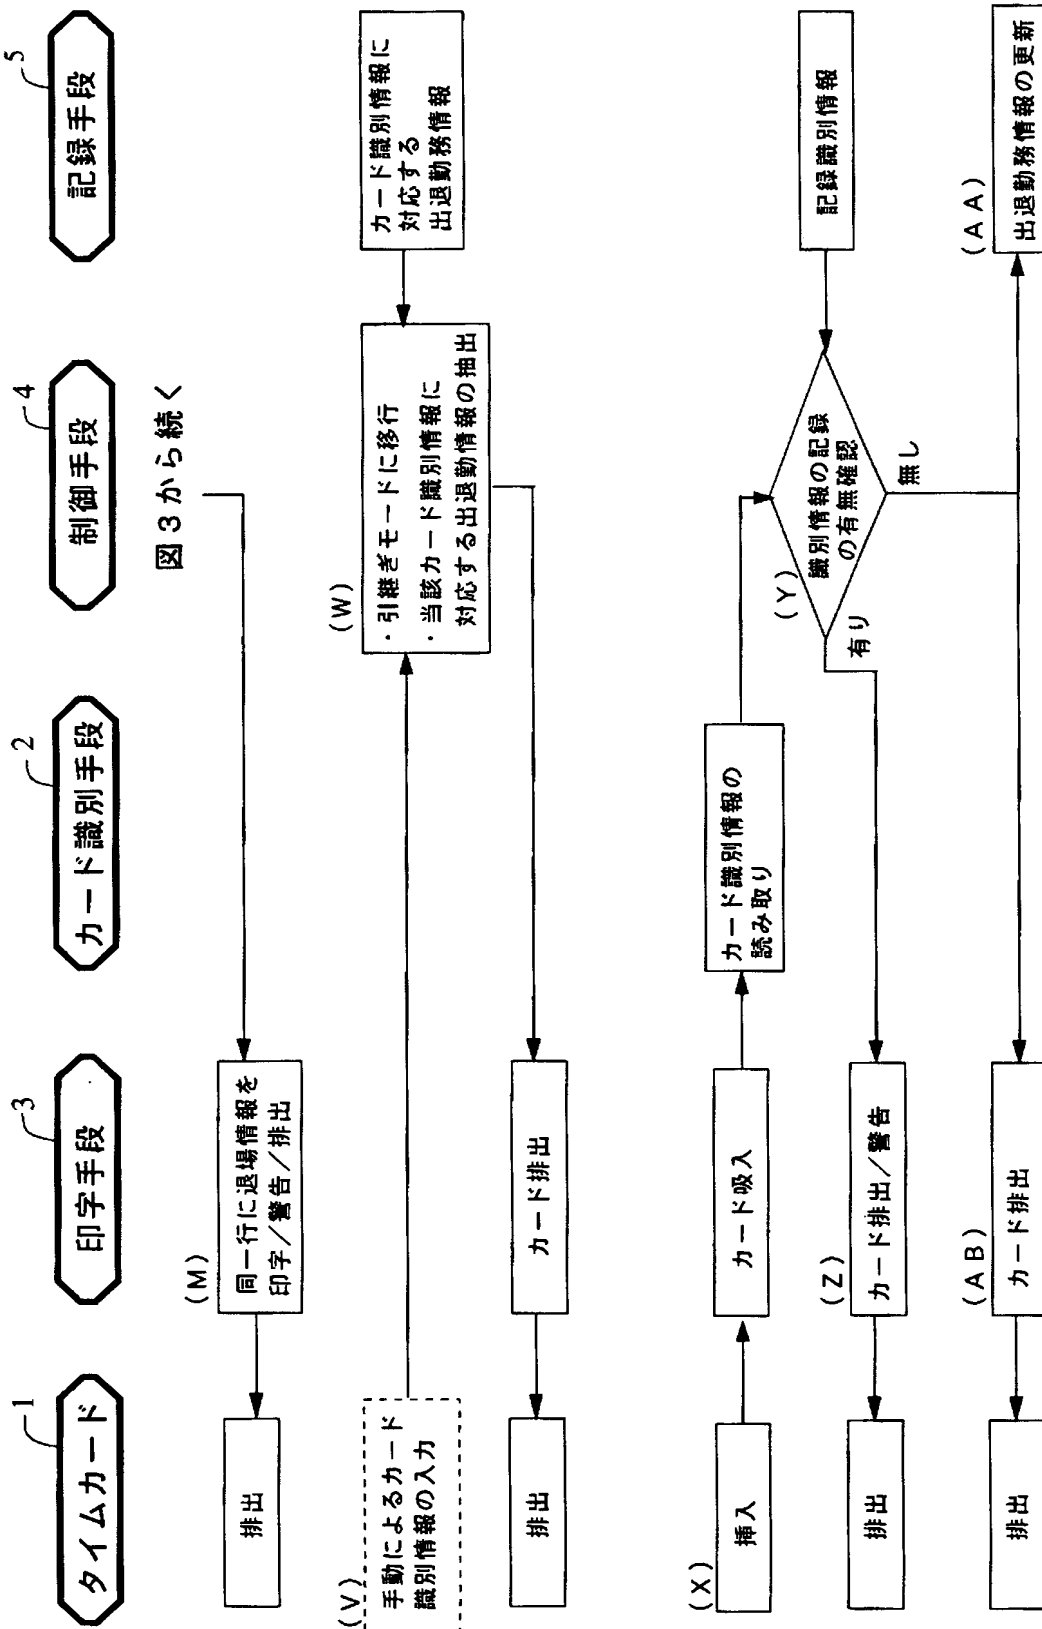 1
タイムカード
3
印字手段
2
カード識別手段
4
制御手段
5
記録手段
図3から続く
(M)
同一行に退場情報を
印字/警告/排出
排出
(V)
手動によるカード
識別情報の入力
(W)
・引継ぎモードに移行
・当該カード識別情報に
対応する出退勤情報の抽出
カード識別情報に
対応する
出退勤務情報
カード排出
排出
(X)
挿入
カード吸入
カード識別情報の
読み取り
(Y)
識別情報の記録
の有無確認
記録識別情報
有り
無し
(Z)
カード排出/警告
排出
(AA)
出退勤務情報の更新
(AB)
カード排出
排出